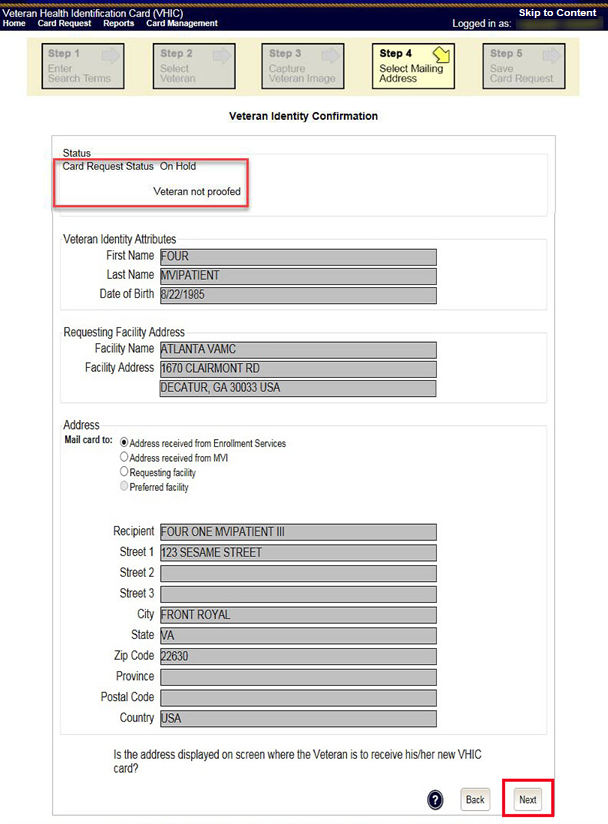 Veteran Health Identification Card (VHIC)
Skip to Content
Home Card Request Reports Card Management
Logged in as:
Step 1
Enter
Search Terms
Step 2
Select
Veteran
Step 3
Capture
Veteran Image
Step 4
Select Mailing
Address
Step 5
Save
Card Request
Veteran Identity Confirmation
Status
Card Request Status On Hold
Veteran not proofed
Veteran Identity Attributes
First Name FOUR
Last Name MVIPATIENT
Date of Birth 8/22/1985
Requesting Facility Address
Facility Name ATLANTA VAMC
Facility Address 1670 CLAIRMONT RD
DECATUR, GA 30033 USA
Address
Mail card to: Address received from Enrollment Services
Address received from MVI
Requesting facility
Preferred facility
Recipient FOUR ONE MVIPATIENT III
Street 1 123 SESAME STREET
Street 2
Street 3
City FRONT ROYAL
State VA
Zip Code 22630
Province
Postal Code
Country USA
Is the address displayed on screen where the Veteran is to receive his/her new VHIC
card?
? Back Next